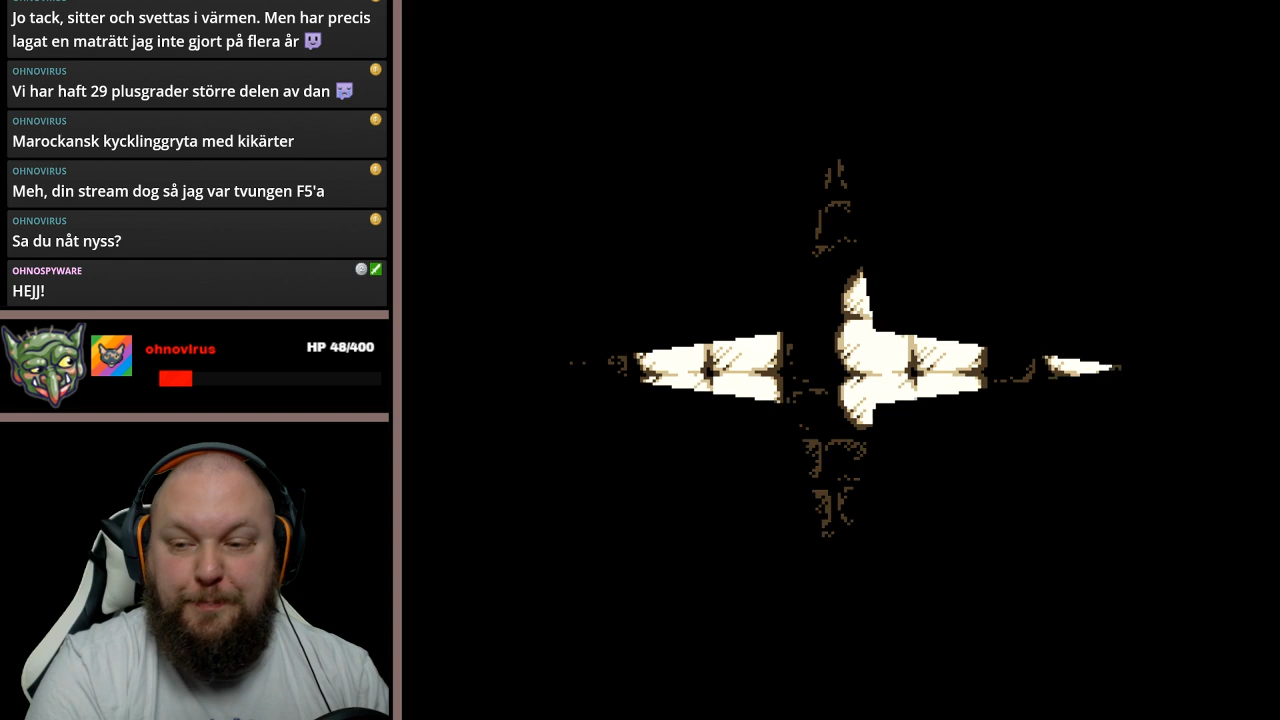 Jo tack, sitter och svettas i värmen. Men har precis
lagat en maträtt jag inte gjort på flera år
OHNOVIRUS
Vi har haft 29 plusgrader större delen av dan
OHNOVIRUS
Marockansk kycklinggryta med kikärter
OHNOVIRUS
Meh, din stream dog så jag var tvungen F5'a
OHNOVIRUS
Sa du nåt nyss?
OHNOSPYWARE
HEJJ!
ohnovirus HP 48/400